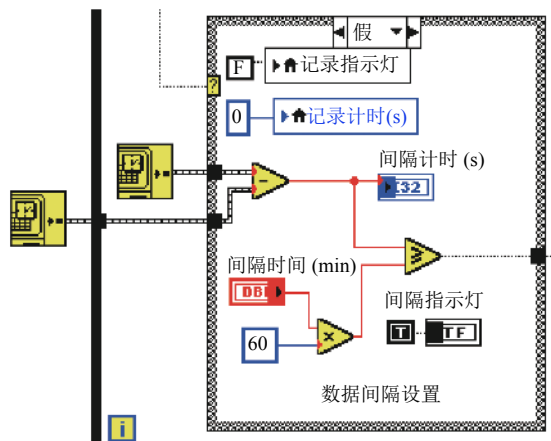 假
F
记录指示灯
?
0
记录计时(s)
间隔计时 (s)
I32
间隔时间 (min)
DBL
≥
间隔指示灯
T
TF
×
60
数据间隔设置
i